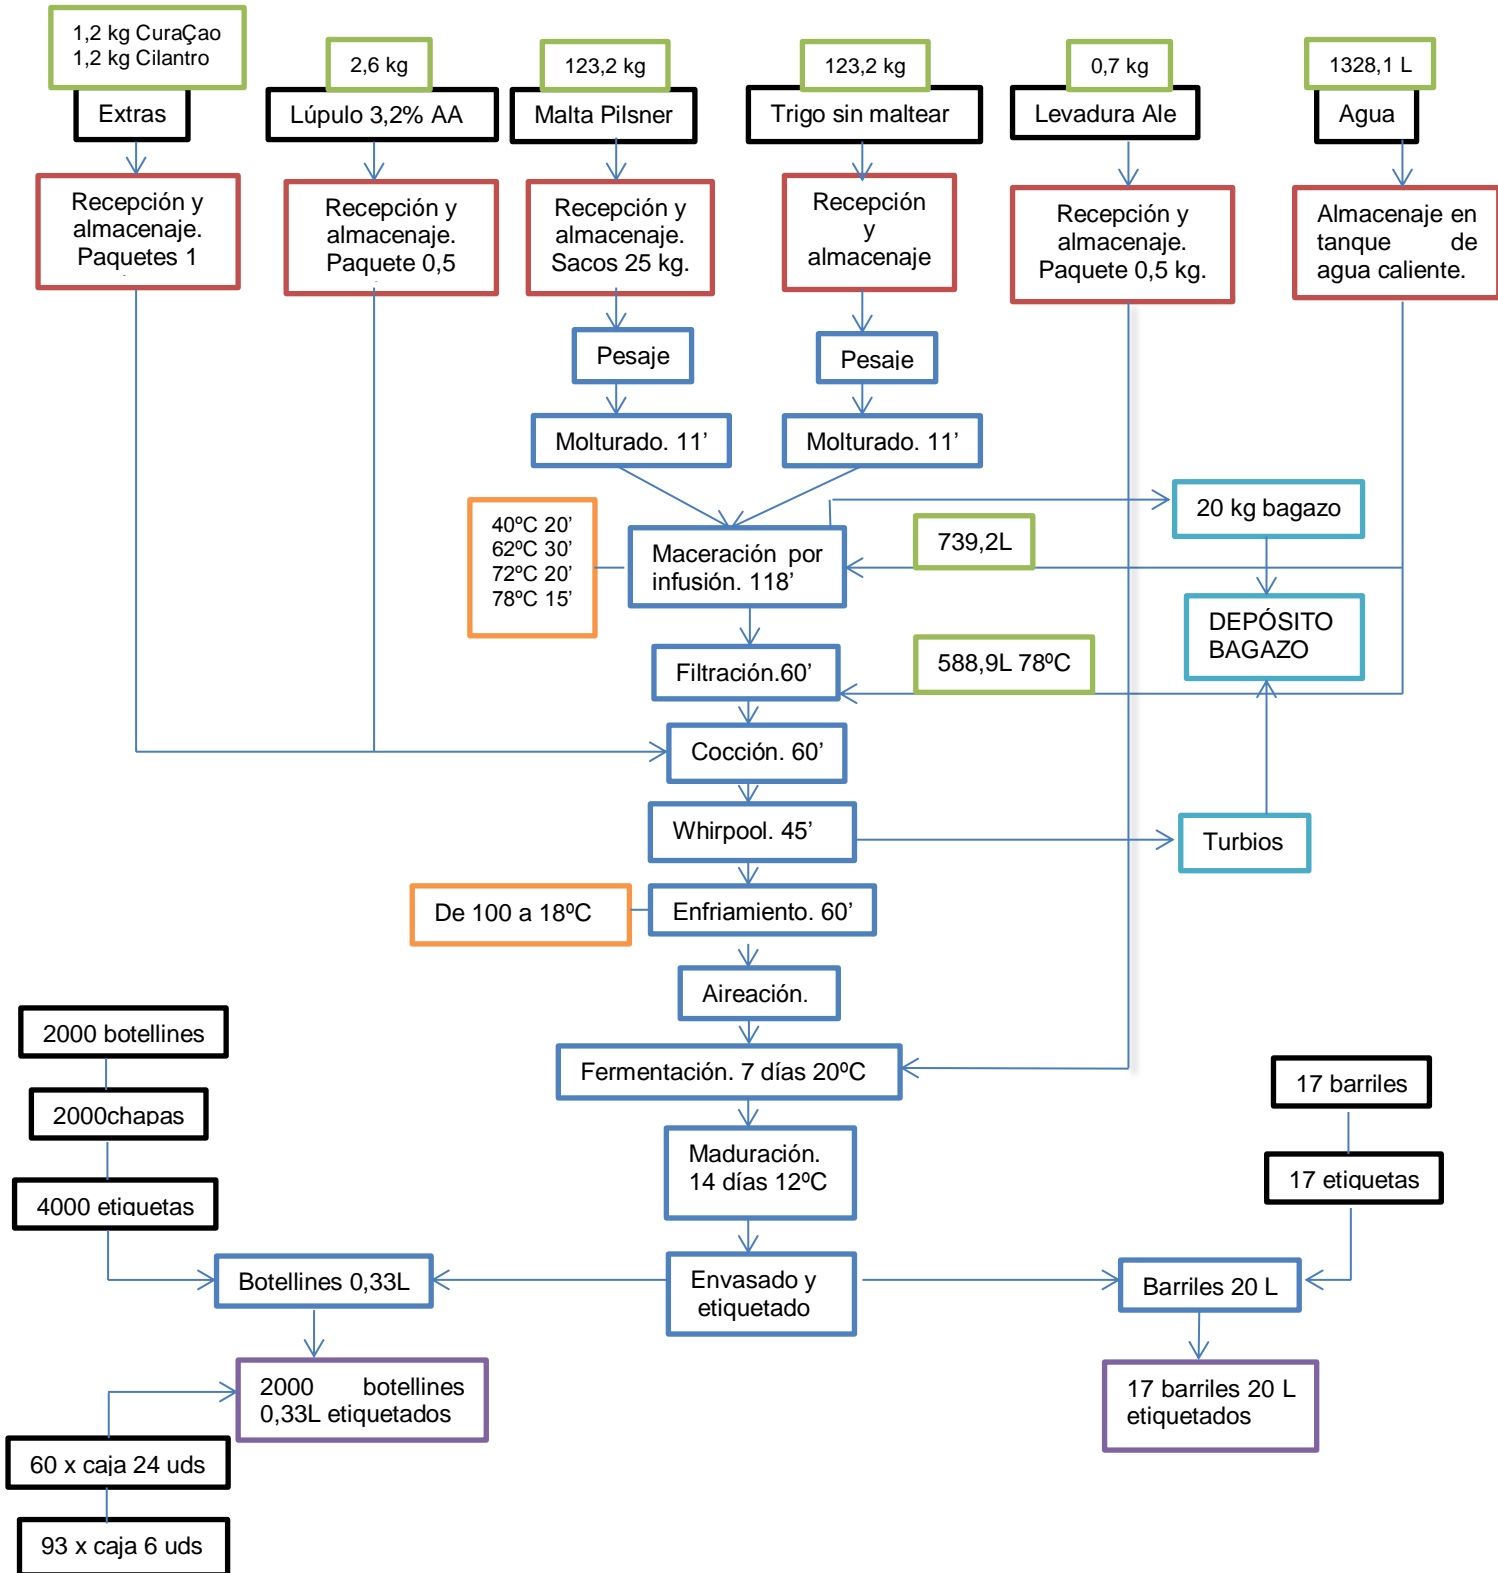 1,2 kg CuraÇao
1,2 kg Cilantro
2,6 kg
123,2 kg
123,2 kg
0,7 kg
1328,1 L
Extras
Lúpulo 3,2% AA
Malta Pilsner
Trigo sin maltear
Levadura Ale
Agua
Recepción y
almacenaje.
Paquetes 1
Recepción y
almacenaje.
Paquete 0,5
Recepción y
almacenaje.
Sacos 25 kg.
Recepción
y
almacenaje
Recepción y
almacenaje.
Paquete 0,5 kg.
Almacenaje en
tanque de
agua caliente.
Pesaje
Pesaje
Molturado. 11’
Molturado. 11’
40ºC 20’
62ºC 30’
72ºC 20’
78ºC 15’
Maceración por
infusión. 118’
739,2L
20 kg bagazo
DEPÓSITO
BAGAZO
Filtración.60’
588,9L 78ºC
Cocción. 60’
Whirpool. 45’
Turbios
De 100 a 18ºC
Enfriamiento. 60’
Aireación.
2000 botellines
Fermentación. 7 días 20ºC
17 barriles
2000chapas
Maduración.
14 días 12ºC
17 etiquetas
4000 etiquetas
Botellines 0,33L
Envasado y
etiquetado
Barriles 20 L
2000 botellines
0,33L etiquetados
17 barriles 20 L
etiquetados
60 x caja 24 uds
93 x caja 6 uds